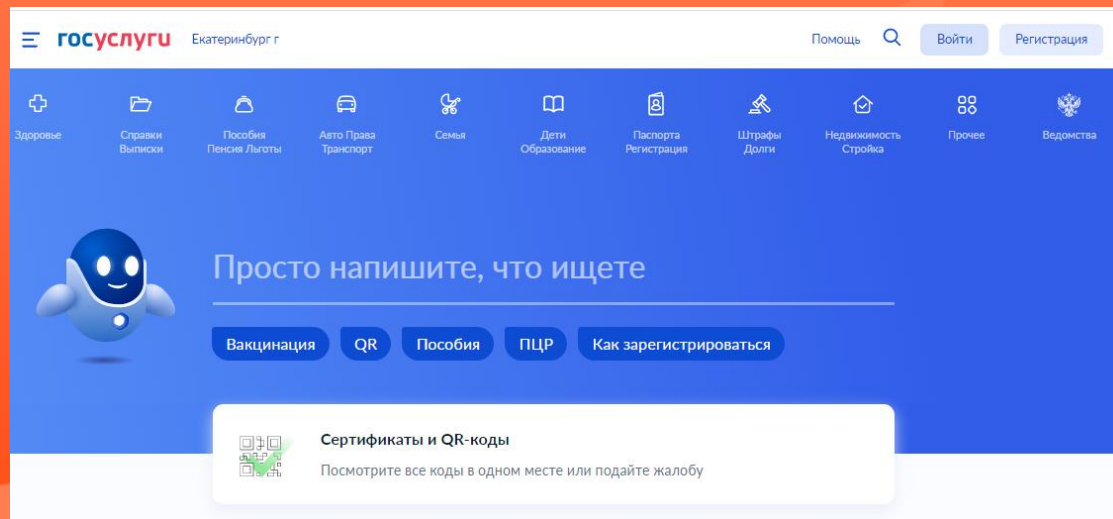 госуслуги Екатеринбург г Помощь Войти Регистрация
Здоровье
Справки
Выписки
Пособия
Пенсия Льготы
Авто Права
Транспорт
Семья
Дети
Образование
Паспорта
Регистрация
Штрафы
Долги
Недвижимость
Стройка
Прочее
Ведомства
Просто напишите, что ищете
Вакцинация QR Пособия ПЦР Как зарегистрироваться
Сертификаты и QR-коды
Посмотрите все коды в одном месте или подайте жалобу